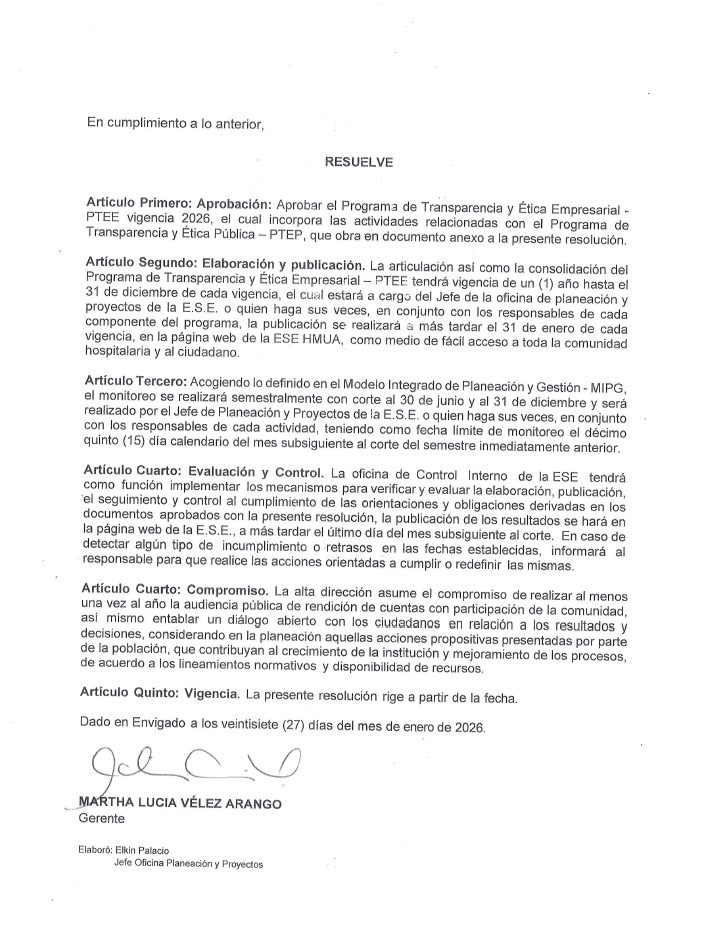 En cumplimiento a lo anterior,
RESUELVE
Artículo Primero: Aprobación: Aprobar el Programa de Transparencia y Ética Empresarial -
PTEE vigencia 2026, el cual incorpora las actividades relacionadas con el Programa de
Transparencia y Ética Pública – PTEP, que obra en documento anexo a la presente resolución.
Artículo Segundo: Elaboración y publicación. La articulación así como la consolidación del
Programa de Transparencia y Ética Empresarial – PTEE tendrá vigencia de un (1) año hasta el
31 de diciembre de cada vigencia, el cual estará a cargo del Jefe de la oficina de planeación y
proyectos de la E.S.E. o quien haga sus veces, en conjunto con los responsables de cada
componente del programa, la publicación se realizará a más tardar el 31 de enero de cada
vigencia, en la página web de la ESE HMUA, como medio de fácil acceso a toda la comunidad
hospitalaria y al ciudadano.
Artículo Tercero: Acogiendo lo definido en el Modelo Integrado de Planeación y Gestión - MIPG,
el monitoreo se realizará semestralmente con corte al 30 de junio y al 31 de diciembre y será
realizado por el Jefe de Planeación y Proyectos de la E.S.E. o quien haga sus veces, en conjunto
con los responsables de cada actividad, teniendo como fecha límite de monitoreo el décimo
quinto (15) día calendario del mes subsiguiente al corte del semestre inmediatamente anterior.
Artículo Cuarto: Evaluación y Control. La oficina de Control Interno de la ESE tendrá
como función implementar los mecanismos para verificar y evaluar la elaboración, publicación,
el seguimiento y control al cumplimiento de las orientaciones y obligaciones derivadas en los
documentos aprobados con la presente resolución, la publicación de los resultados se hará en
la página web de la E.S.E., a más tardar el último día del mes subsiguiente al corte. En caso de
detectar algún tipo de incumplimiento o retrasos en las fechas establecidas, informará al
responsable para que realice las acciones orientadas a cumplir o redefinir las mismas.
Artículo Cuarto: Compromiso. La alta dirección asume el compromiso de realizar al menos
una vez al año la audiencia pública de rendición de cuentas con participación de la comunidad,
así mismo entablar un diálogo abierto con los ciudadanos en relación a los resultados y
decisiones, considerando en la planeación aquellas acciones propositivas presentadas por parte
de la población, que contribuyan al crecimiento de la institución y mejoramiento de los procesos,
de acuerdo a los lineamientos normativos y disponibilidad de recursos.
Artículo Quinto: Vigencia. La presente resolución rige a partir de la fecha.
Dado en Envigado a los veintisiete (27) días del mes de enero de 2026.
MARTHA LUCIA VÉLEZ ARANGO
Gerente
Elaboró: Elkin Palacio
Jefe Oficina Planeación y Proyectos